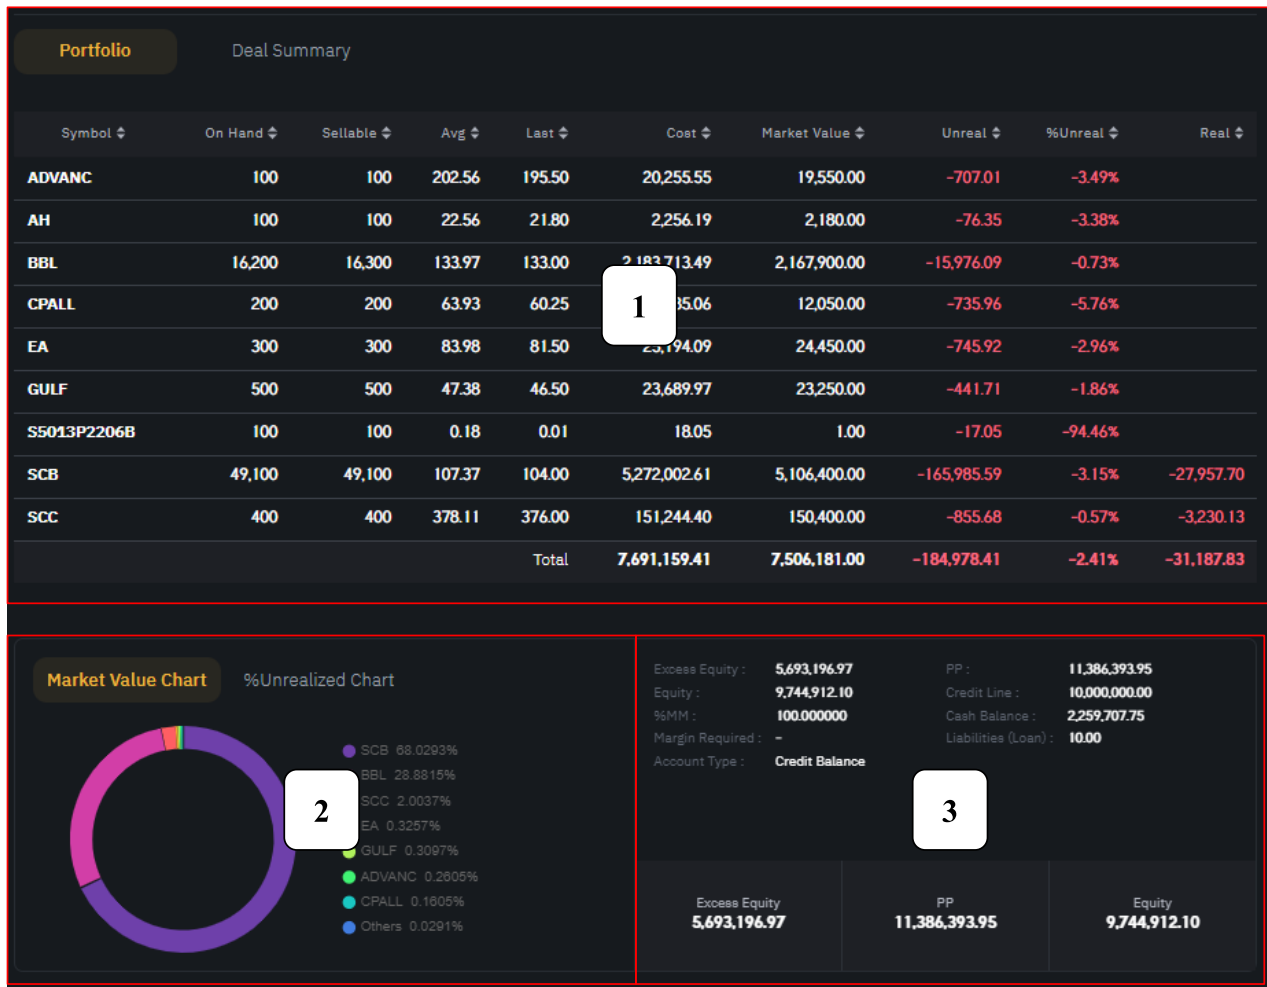 Portfolio Deal Summary
Symbol On Hand Sellable Avg Last Cost Market Value Unreal %Unreal Real
ADVANC 100 100 202.56 195.50 20,255.55 19,550.00 -707.01 -3.49%
AH 100 100 22.56 21.80 2,256.19 2,180.00 -76.35 -3.38%
BBL 16,200 16,300 133.97 133.00 2,183,713.49 2,167,900.00 -15,976.09 -0.73%
CPALL 200 200 63.93 60.25 12,050.00 -735.96 -5.76%
EA 300 300 83.98 81.50 24,450.00 -745.92 -2.96%
GULF 500 500 47.38 46.50 23,689.97 23,250.00 -441.71 -1.86%
S5013P2206B 100 100 0.18 0.01 18.05 1.00 -17.05 -94.46%
SCB 49,100 49,100 107.37 104.00 5,272,002.61 5,106,400.00 -165,985.59 -3.15% -27,957.70
SCC 400 400 378.11 376.00 151,244.40 150,400.00 -855.68 -0.57% -3,230.13
Total 7,691,159.41 7,506,181.00 -184,978.41 -2.41% -31,187.83
1
Market Value Chart %Unrealized Chart
SCB 68.0293%
BBL 28.8815%
SCC 2.0037%
EA 0.3257%
GULF 0.3097%
ADVANC 0.2605%
CPALL 0.1605%
Others 0.0291%
2
Excess Equity : 5,693,196.97 PP : 11,386,393.95
Equity : 9,744,912.10 Credit Line : 10,000,000.00
%MM : 100.000000 Cash Balance : 2,259,707.75
Margin Required : - Liabilities (Loan) : 10.00
Account Type : Credit Balance
3
Excess Equity PP Equity
5,693,196.97 11,386,393.95 9,744,912.10